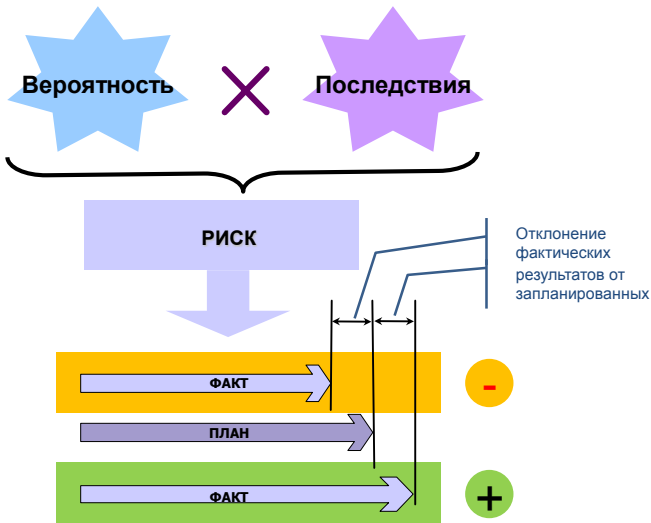 Вероятность
Последствия
РИСК
Отклонение
фактических
результатов от
запланированных
ФАКТ
-
ПЛАН
ФАКТ
+